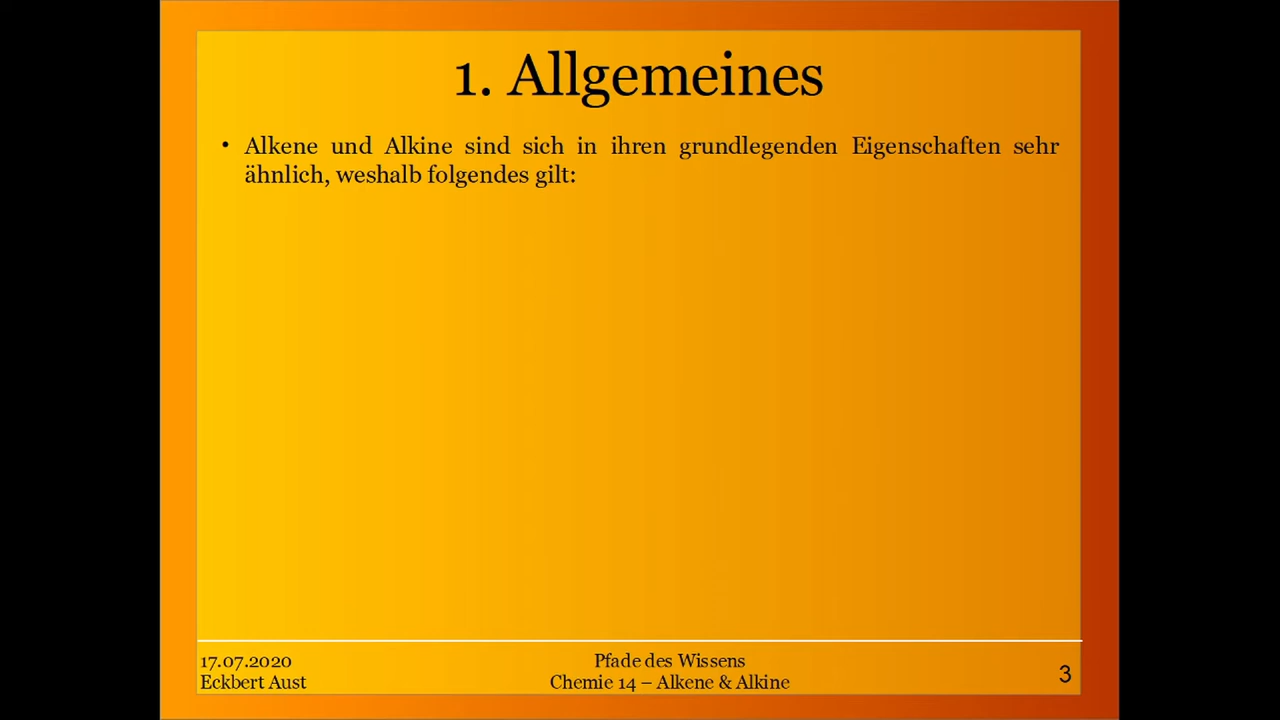 1. Allgemeines
• Alkene und Alkine sind sich in ihren grundlegenden Eigenschaften sehr
ähnlich, weshalb folgendes gilt:
17.07.2020
Eckbert Aust
Pfade des Wissens
Chemie 14 – Alkene & Alkine
3